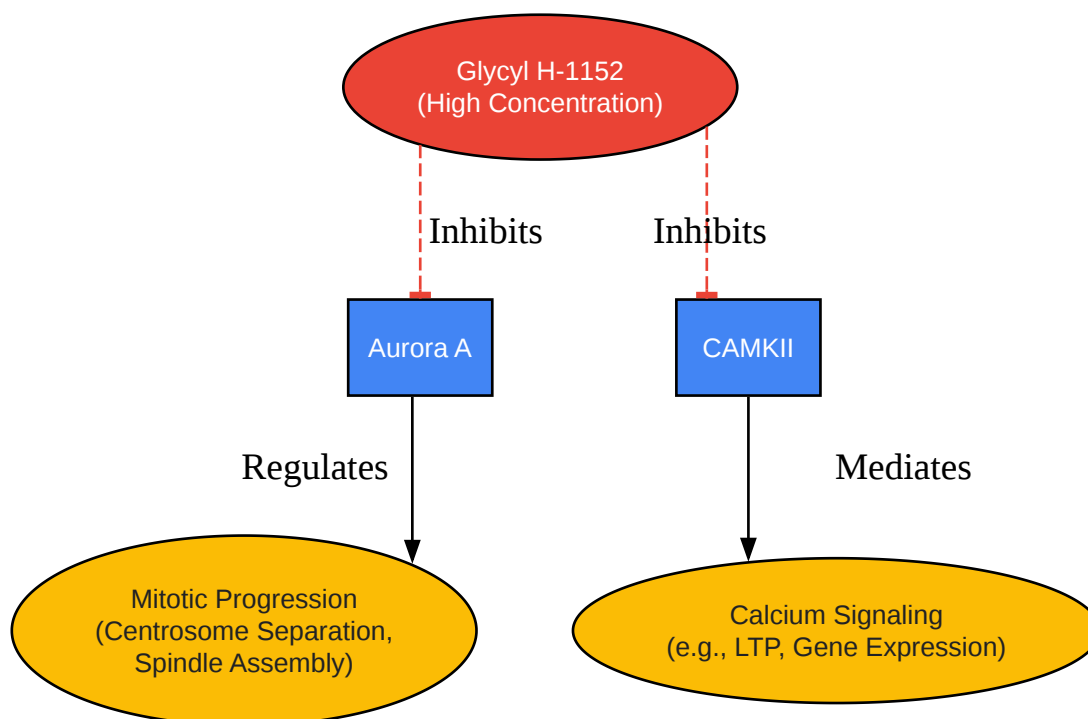 Glycyl H-1152
(High Concentration)
Inhibits
Inhibits
Aurora A
CAMKII
Regulates
Mediates
Mitotic Progression
(Centrosome Separation,
Spindle Assembly)
Calcium Signaling
(e.g., LTP, Gene Expression)